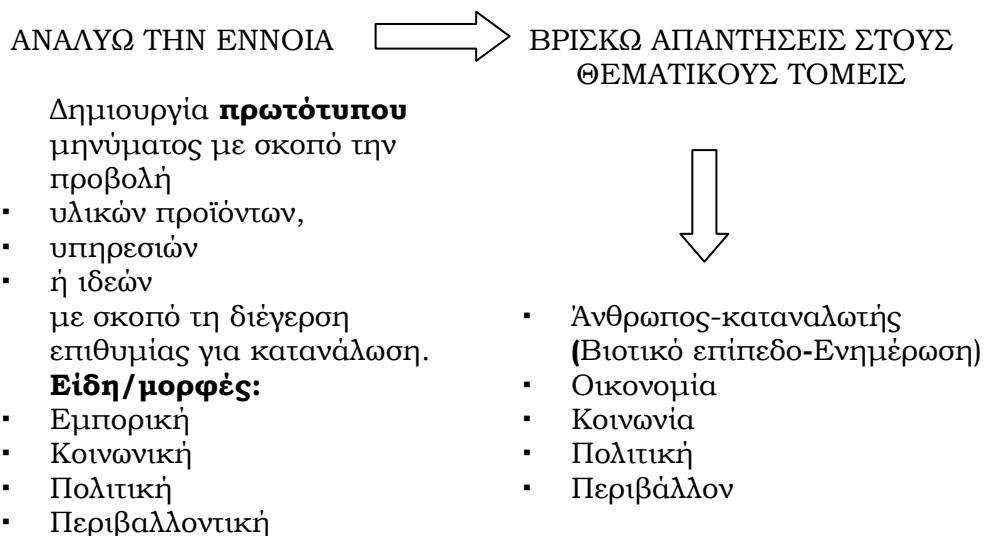 ΑΝΑΛΥΩ ΤΗΝ ΕΝΝΟΙΑ
Δημιουργία πρωτότυπου
μηνύματος με σκοπό την
προβολή
▪ υλικών προϊόντων,
▪ υπηρεσιών
▪ ή ιδεών
με σκοπό τη διέγερση
επιθυμίας για κατανάλωση.
Είδη/μορφές:
▪ Εμπορική
▪ Κοινωνική
▪ Πολιτική
▪ Περιβαλλοντική
ΒΡΙΣΚΩ ΑΠΑΝΤΗΣΕΙΣ ΣΤΟΥΣ
ΘΕΜΑΤΙΚΟΥΣ ΤΟΜΕΙΣ
▪ Άνθρωπος-καταναλωτής
(Βιοτικό επίπεδο-Ενημέρωση)
▪ Οικονομία
▪ Κοινωνία
▪ Πολιτική
▪ Περιβάλλον